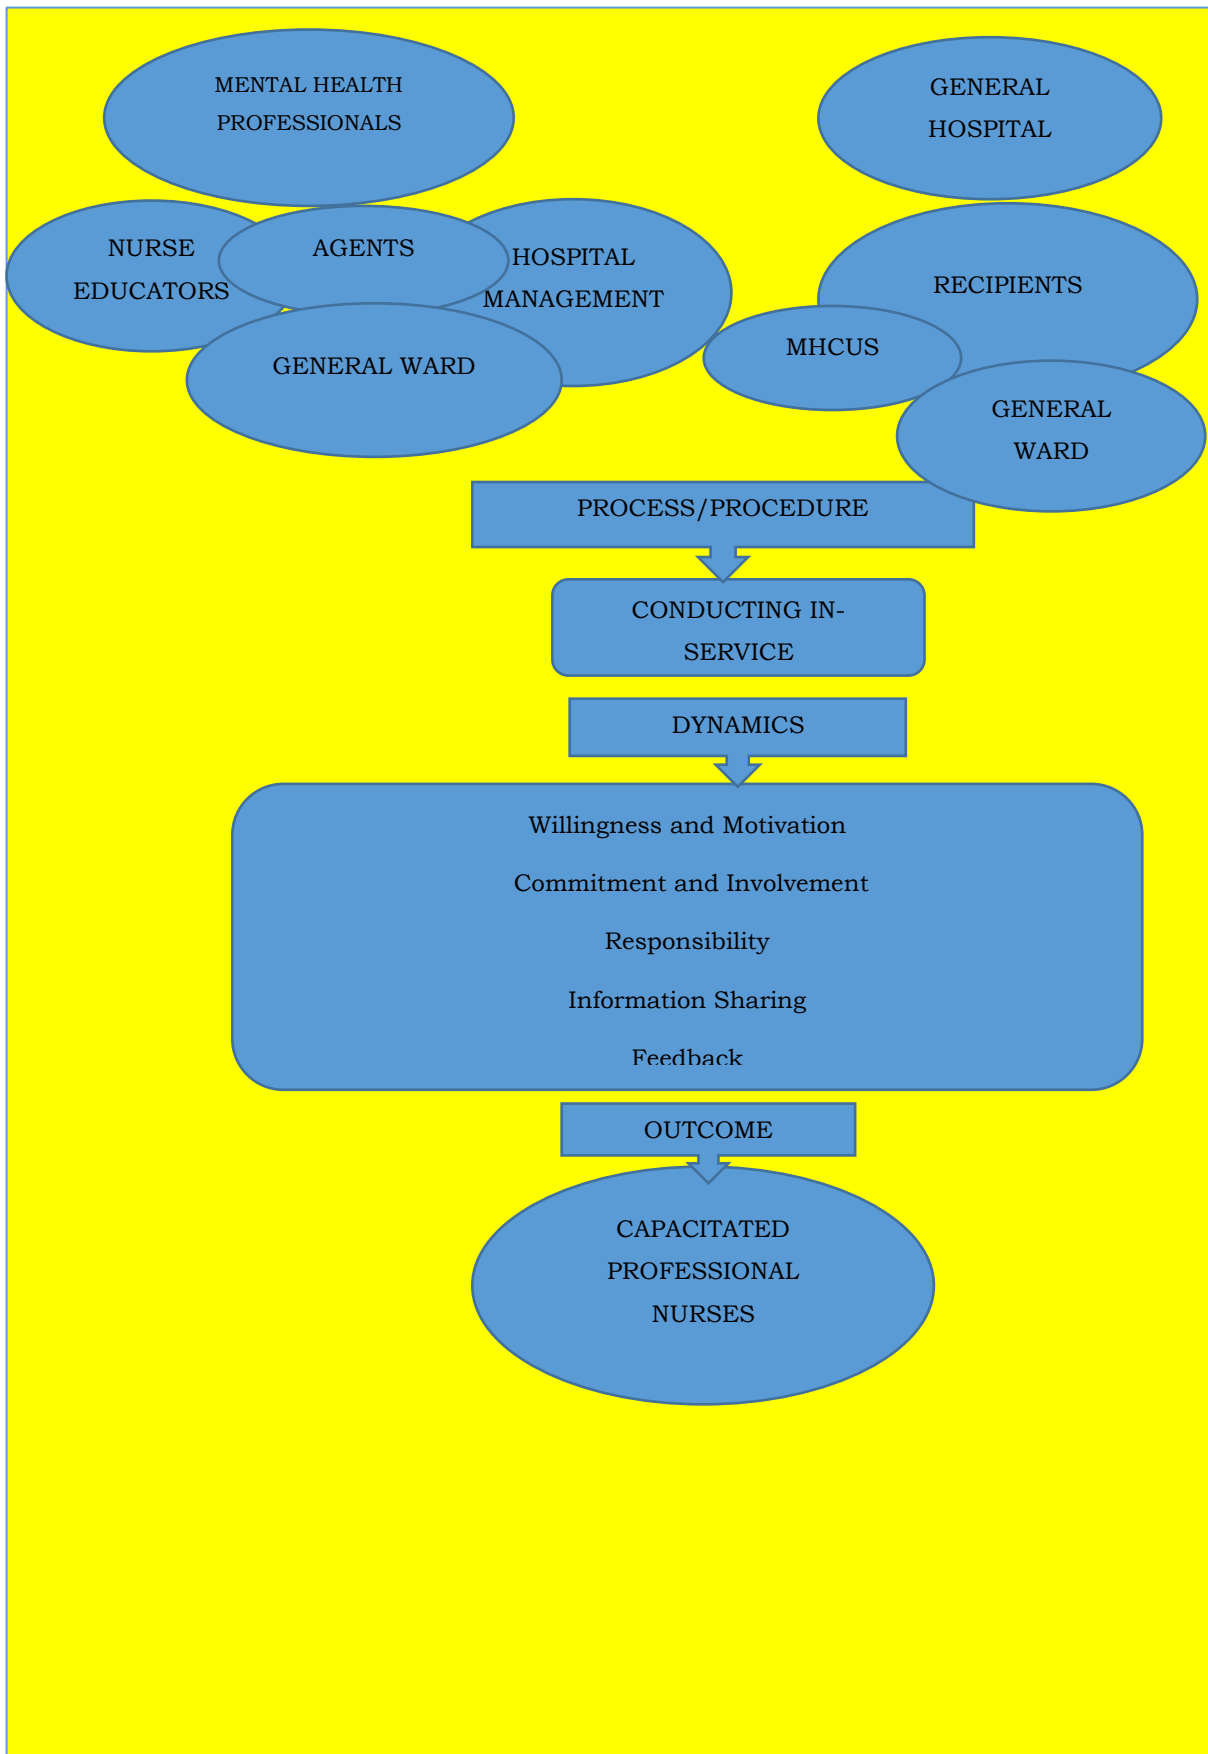 MENTAL HEALTH
PROFESSIONALS
GENERAL
HOSPITAL
NURSE
EDUCATORS
AGENTS
HOSPITAL
MANAGEMENT
RECIPIENTS
MHCUS
GENERAL WARD
GENERAL
WARD
PROCESS/PROCEDURE
CONDUCTING IN-
SERVICE
DYNAMICS
Willingness and Motivation
Commitment and Involvement
Responsibility
Information Sharing
Feedback
OUTCOME
CAPACITATED
PROFESSIONAL
NURSES